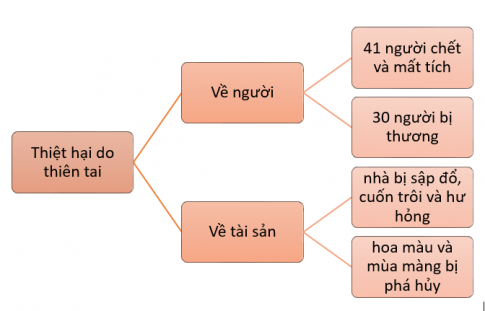 41 người chết
và mất tích
Về người
30 người bị
thương
Thiệt hại do
thiên tai
nhà bị sập đổ,
cuốn trôi và hư
hỏng
Về tài sản
hoa màu và
mùa màng bị
phá hủy